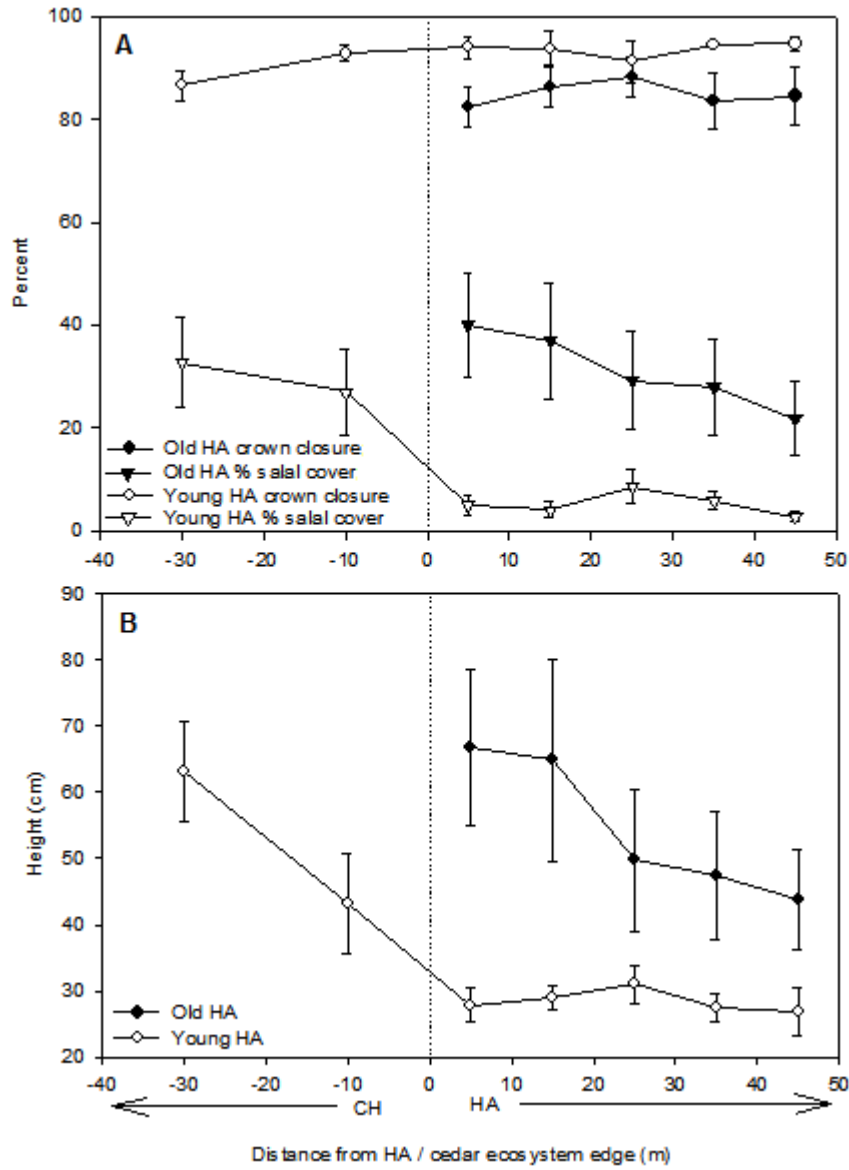 100
A
80
60
Percent
40
20
Old HA crown closure
Old HA % salal cover
Young HA crown closure
Young HA % salal cover
0
-40 -30 -20 -10 0 10 20 30 40 50
90
B
80
70
60
Height (cm)
50
40
30
Old HA
Young HA
20
-40 -30 -20 -10 0 10 20 30 40 50
CH HA
Distance from HA / cedar ecosystem edge (m)